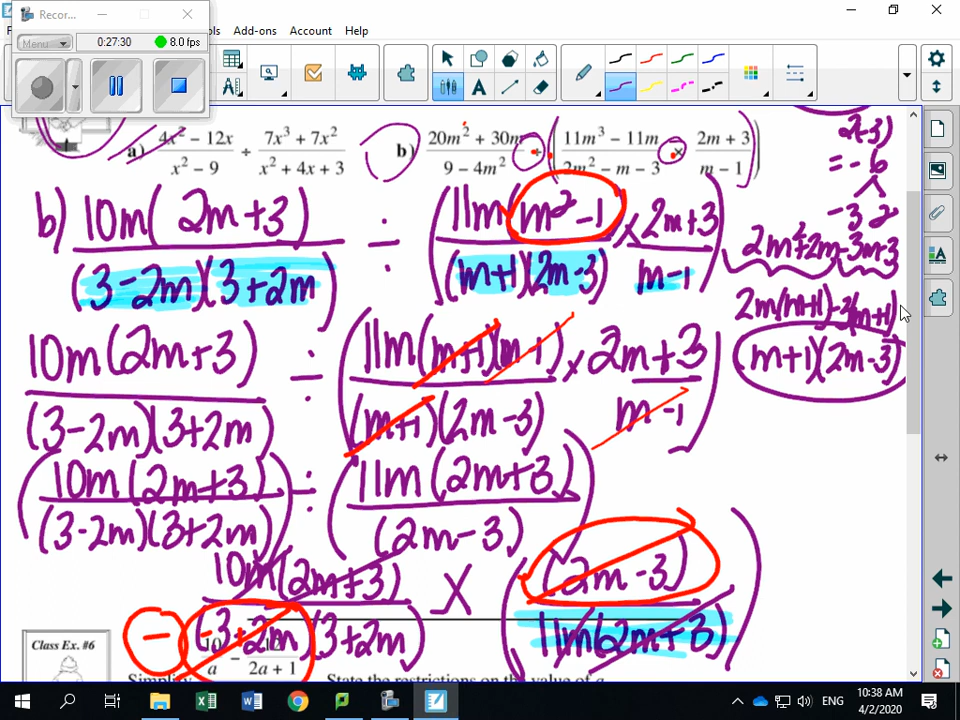 Recor...
Menu 0:27:30 8.0 fps
ols Add-ons Account Help
a) 4x² − 12x / x² − 9 ÷ 7x³ + 7x² / x² + 4x + 3 b) 20m² + 30m / 9 − 4m² ÷ ( 11m³ − 11m / 2m² − m − 3 × 2m + 3 / m − 1 )
= -6
-3 2
b) 10m(2m+3) / (3-2m)(3+2m) ÷ ( 11m(m²-1) / (m+1)(2m-3) × 2m+3 / m-1 )
2m²+2m-3m-3
2m(m+1)-3(m+1)
(m+1)(2m-3)
10m(2m+3) / (3-2m)(3+2m) ÷ ( 11m(m+1)(m-1) / (m+1)(2m-3) × 2m+3 / m-1 )
( 10m(2m+3) / (3-2m)(3+2m) ) ÷ ( 11m(2m+3) / (2m-3) )
10m(2m+3) / (-3+2m)(3+2m) X ( (2m-3) / 11m(2m+3) )
−
Class Ex. #6
10 / a − 12 / 2a + 1
Simplify State the restrictions on the value of a
ENG
10:38 AM
4/2/2020